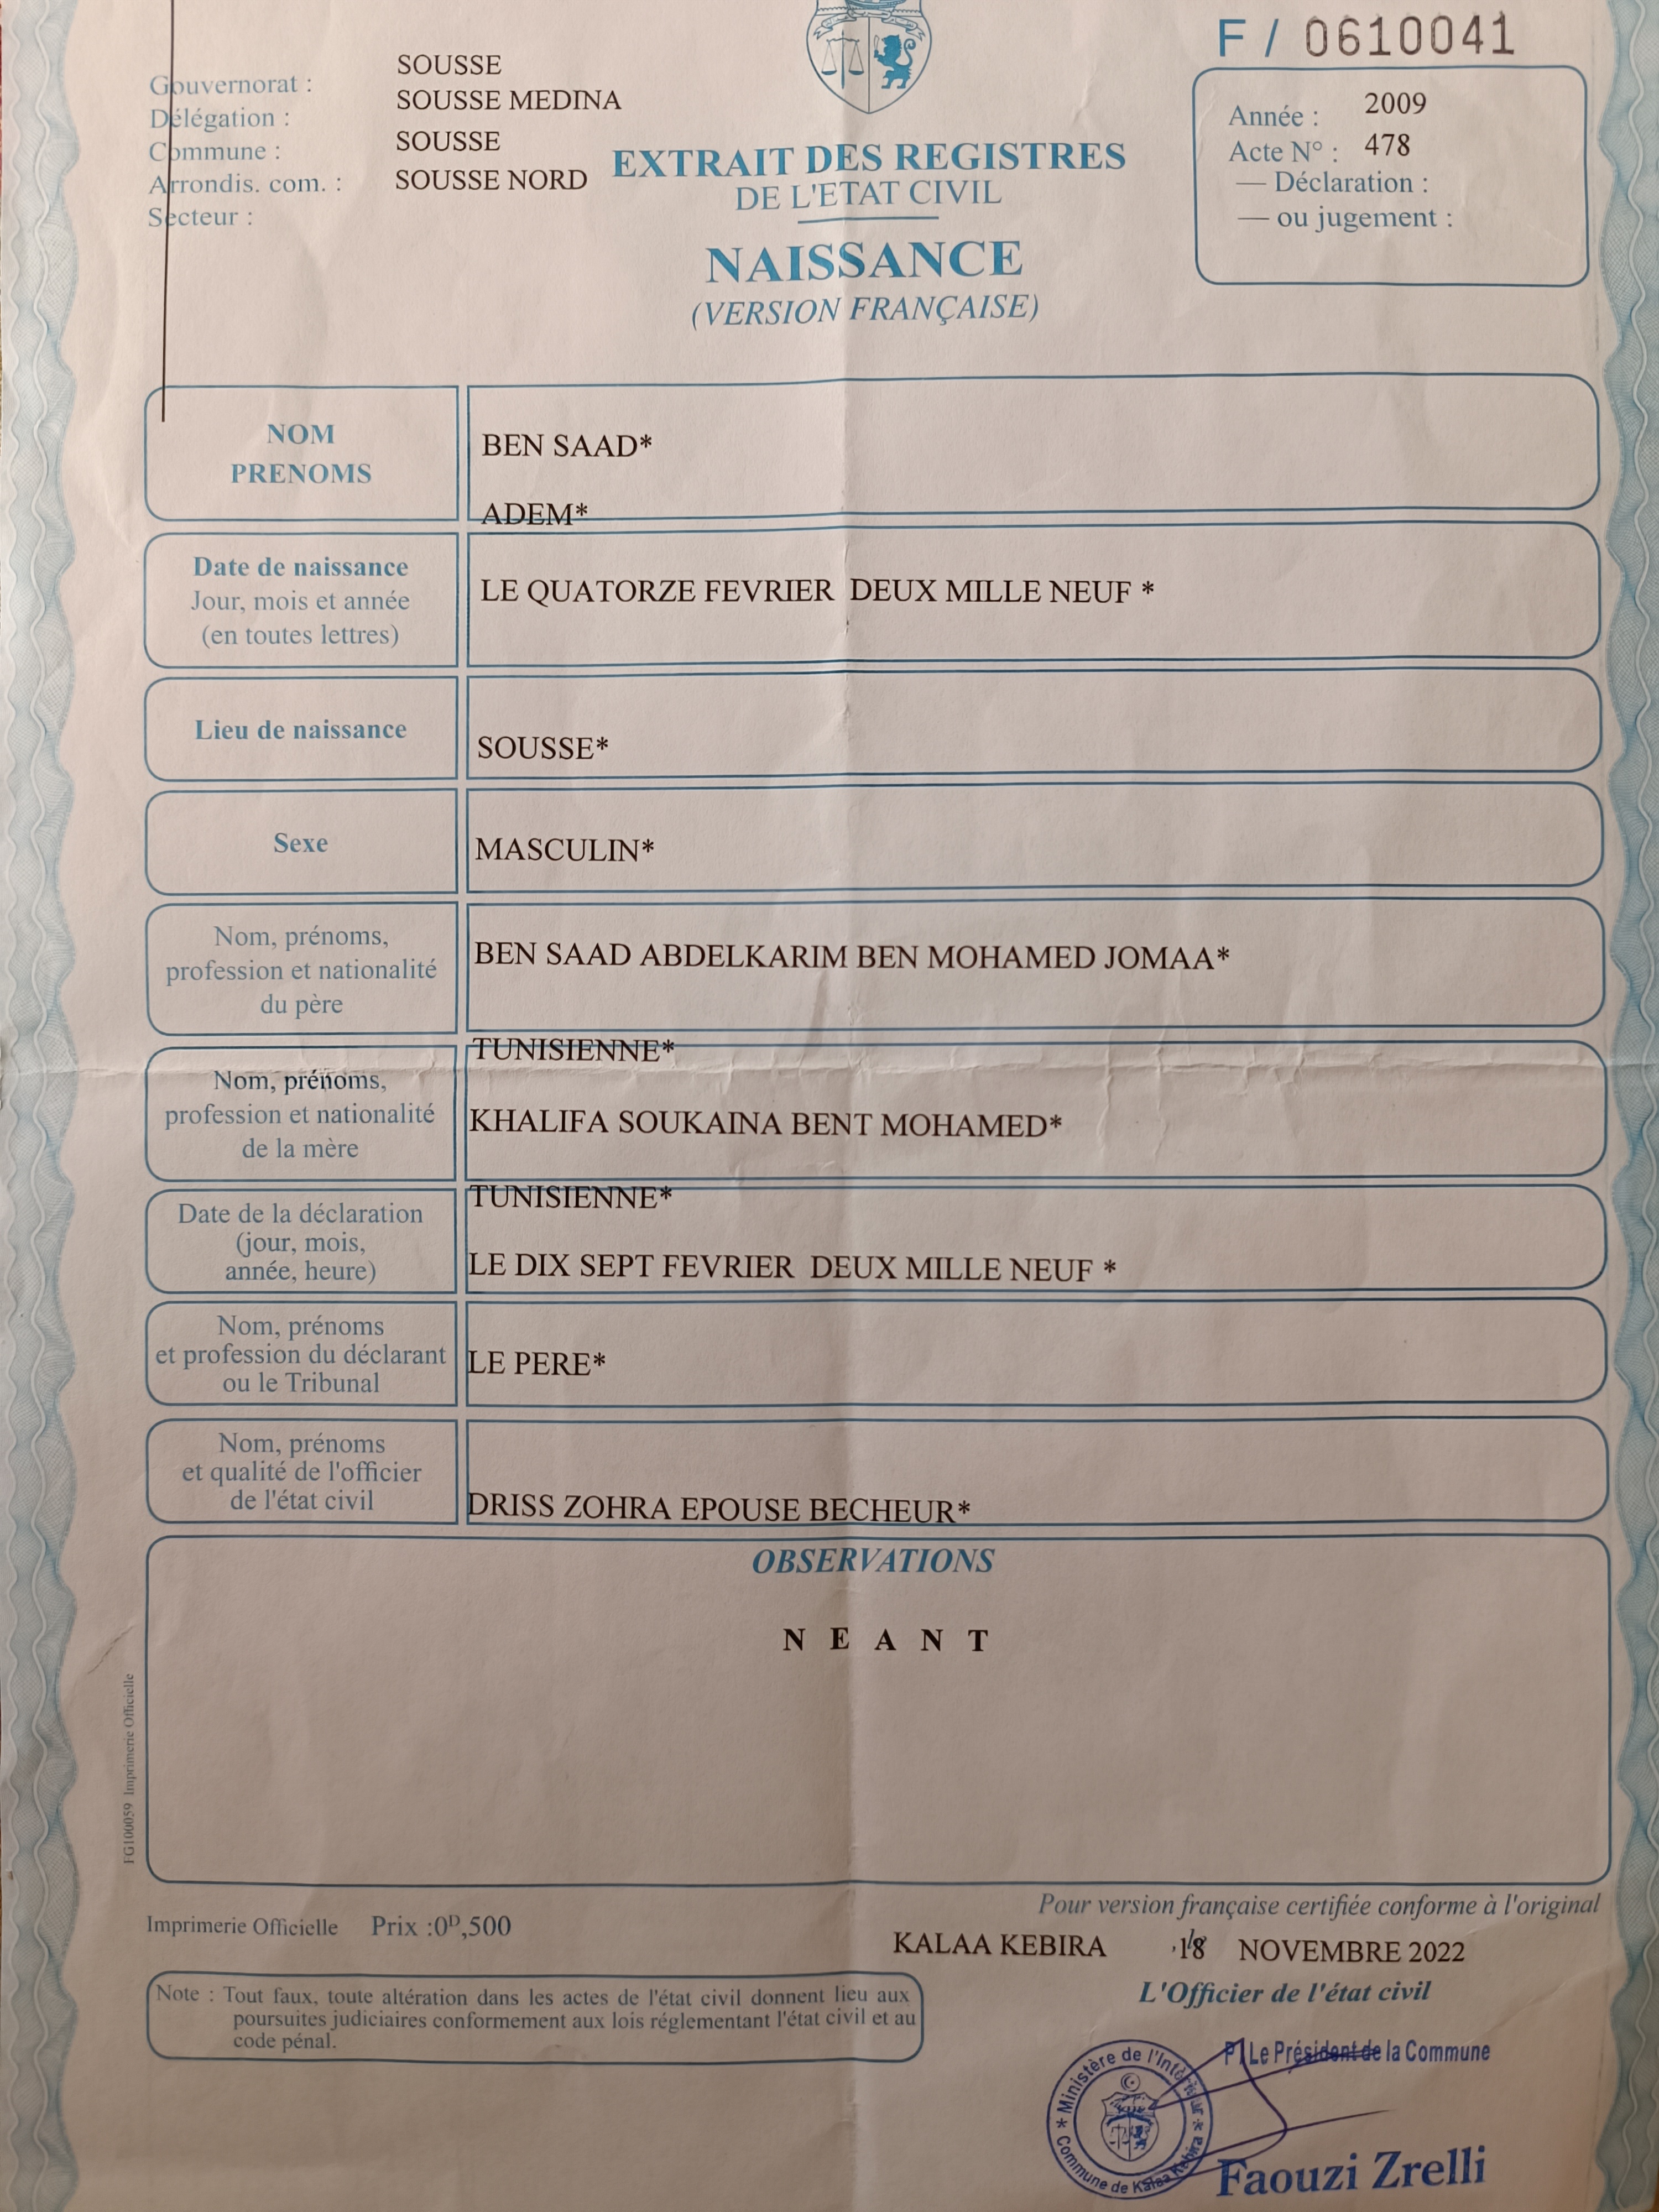 F / 0610041
Gouvernorat : SOUSSE
Délégation : SOUSSE MEDINA
Commune : SOUSSE
Arrondis. com. : SOUSSE NORD
Secteur :
EXTRAIT DES REGISTRES
DE L'ETAT CIVIL
NAISSANCE
(VERSION FRANÇAISE)
Année : 2009
Acte N° : 478
— Déclaration :
— ou jugement :
NOM
PRENOMS
BEN SAAD*
ADEM*
Date de naissance
Jour, mois et année
(en toutes lettres)
LE QUATORZE FEVRIER DEUX MILLE NEUF *
Lieu de naissance
SOUSSE*
Sexe
MASCULIN*
Nom, prénoms,
profession et nationalité
du père
BEN SAAD ABDELKARIM BEN MOHAMED JOMAA*
TUNISIENNE*
Nom, prénoms,
profession et nationalité
de la mère
KHALIFA SOUKAINA BENT MOHAMED*
TUNISIENNE*
Date de la déclaration
(jour, mois,
année, heure)
LE DIX SEPT FEVRIER DEUX MILLE NEUF *
Nom, prénoms
et profession du déclarant
ou le Tribunal
LE PERE*
Nom, prénoms
et qualité de l'officier
de l'état civil
DRISS ZOHRA EPOUSE BECHEUR*
OBSERVATIONS
N E A N T
FG100059 Imprimerie Officielle
Pour version française certifiée conforme à l'original
Imprimerie Officielle Prix :0ᴰ,500
KALAA KEBIRA 18 NOVEMBRE 2022
L'Officier de l'état civil
Note : Tout faux, toute altération dans les actes de l'état civil donnent lieu aux
poursuites judiciaires conformement aux lois réglementant l'état civil et au
code pénal.
P/ Le Président de la Commune
* Ministère de l'Intérieur *
Commune de Kalaa Kebira
Faouzi Zrelli